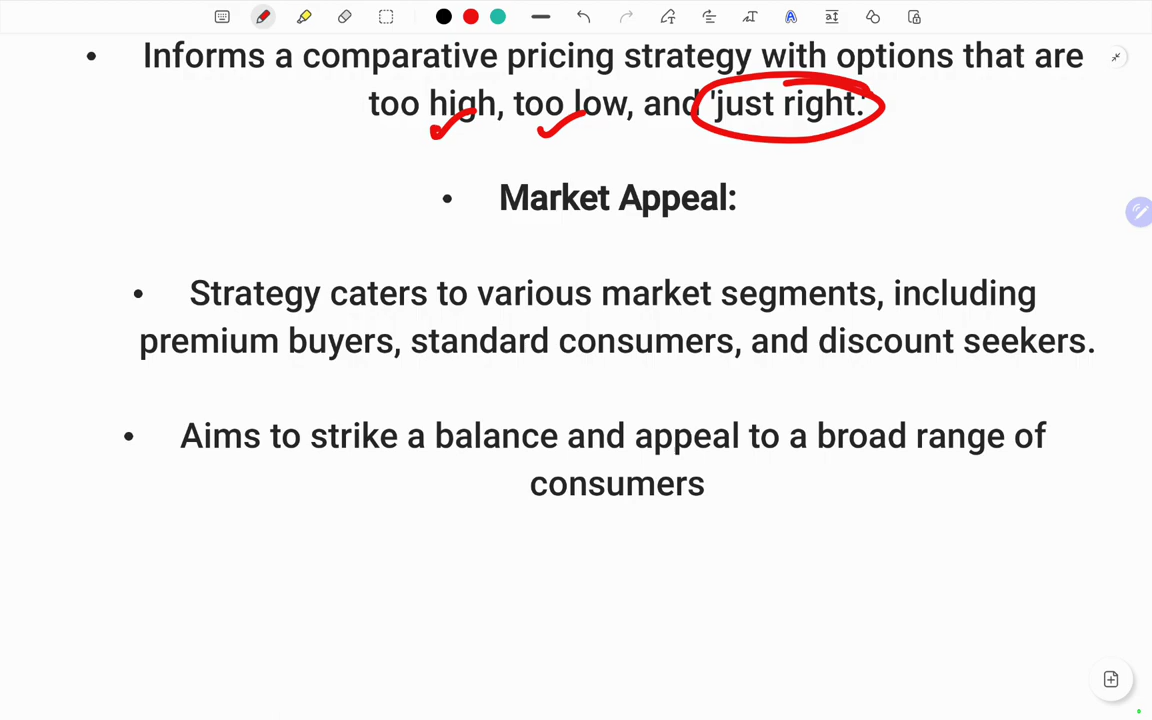 • Informs a comparative pricing strategy with options that are
too high, too low, and 'just right.'
• Market Appeal:
• Strategy caters to various market segments, including
premium buyers, standard consumers, and discount seekers.
• Aims to strike a balance and appeal to a broad range of
consumers